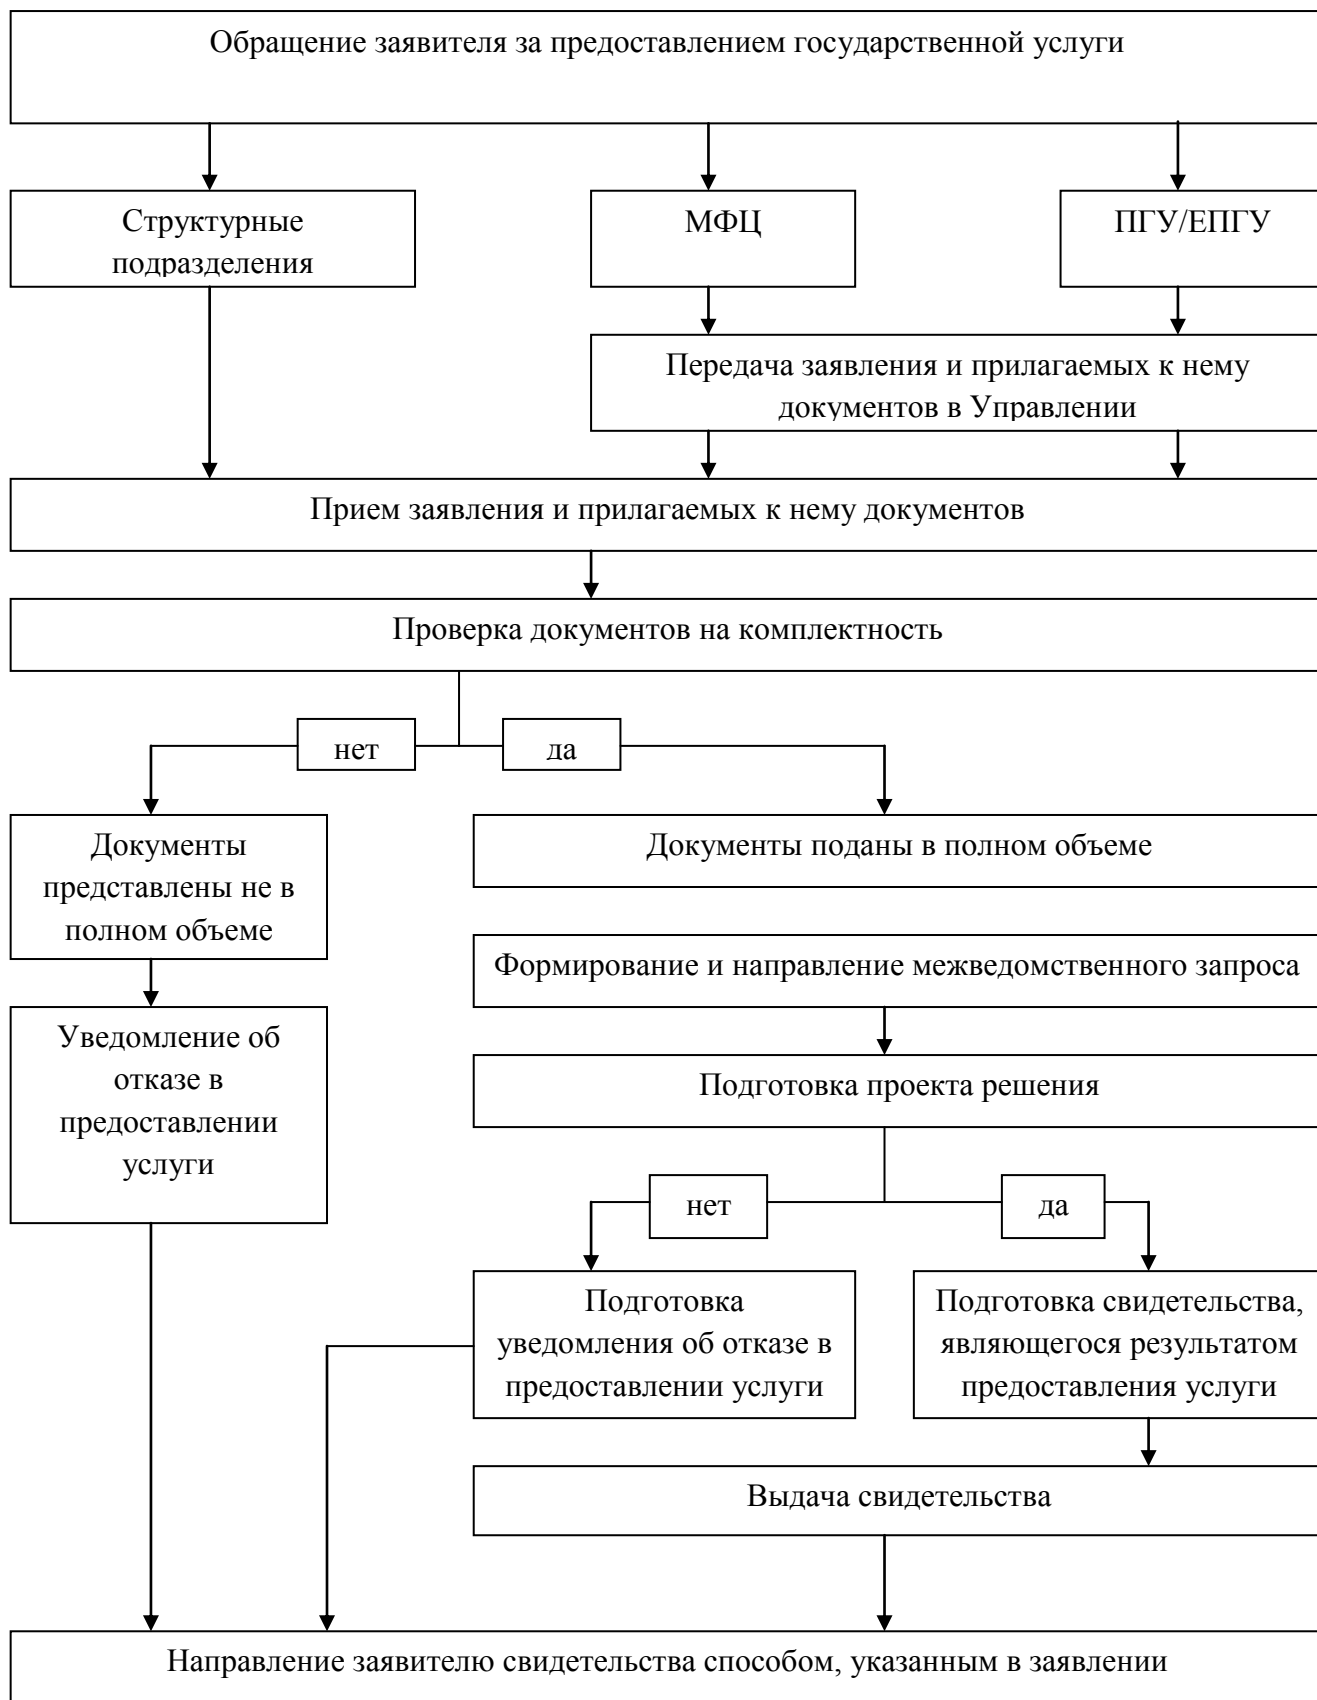 Обращение заявителя за предоставлением государственной услуги
Структурные
подразделения
МФЦ
ПГУ/ЕПГУ
Передача заявления и прилагаемых к нему
документов в Управлении
Прием заявления и прилагаемых к нему документов
Проверка документов на комплектность
нет
да
Документы
представлены не в
полном объеме
Документы поданы в полном объеме
Формирование и направление межведомственного запроса
Уведомление об
отказе в
предоставлении
услуги
Подготовка проекта решения
нет
да
Подготовка
уведомления об отказе в
предоставлении услуги
Подготовка свидетельства,
являющегося результатом
предоставления услуги
Выдача свидетельства
Направление заявителю свидетельства способом, указанным в заявлении